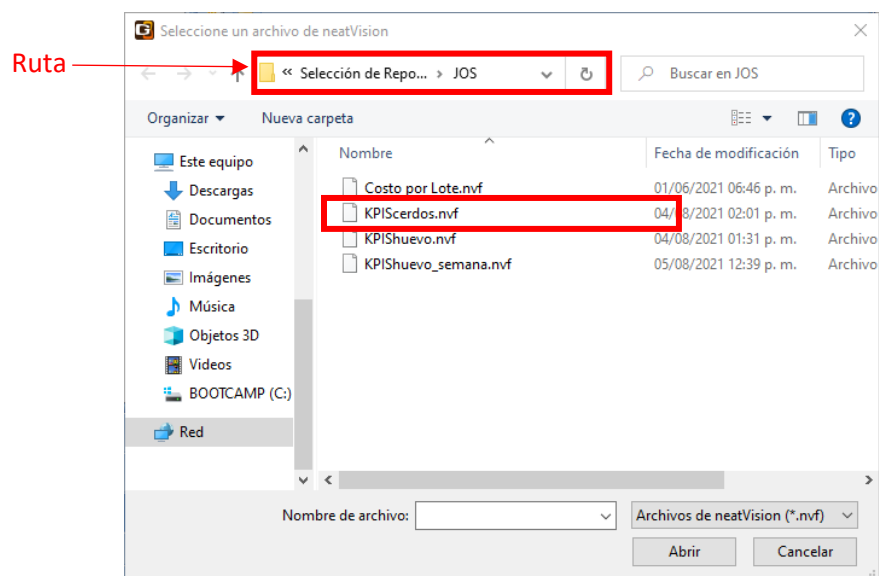 Seleccione un archivo de neatVision
Ruta
« Selección de Repo... › JOS
Buscar en JOS
Organizar
Nueva carpeta
?
Este equipo
Descargas
Documentos
Escritorio
Imágenes
Música
Objetos 3D
Videos
BOOTCAMP (C:)
Red
Nombre Fecha de modificación Tipo
Costo por Lote.nvf 01/06/2021 06:46 p. m. Archivo
KPIScerdos.nvf 04/08/2021 02:01 p. m. Archivo
KPIShuevo.nvf 04/08/2021 01:31 p. m. Archivo
KPIShuevo_semana.nvf 05/08/2021 12:39 p. m. Archivo
Nombre de archivo:
Archivos de neatVision (*.nvf)
Abrir
Cancelar